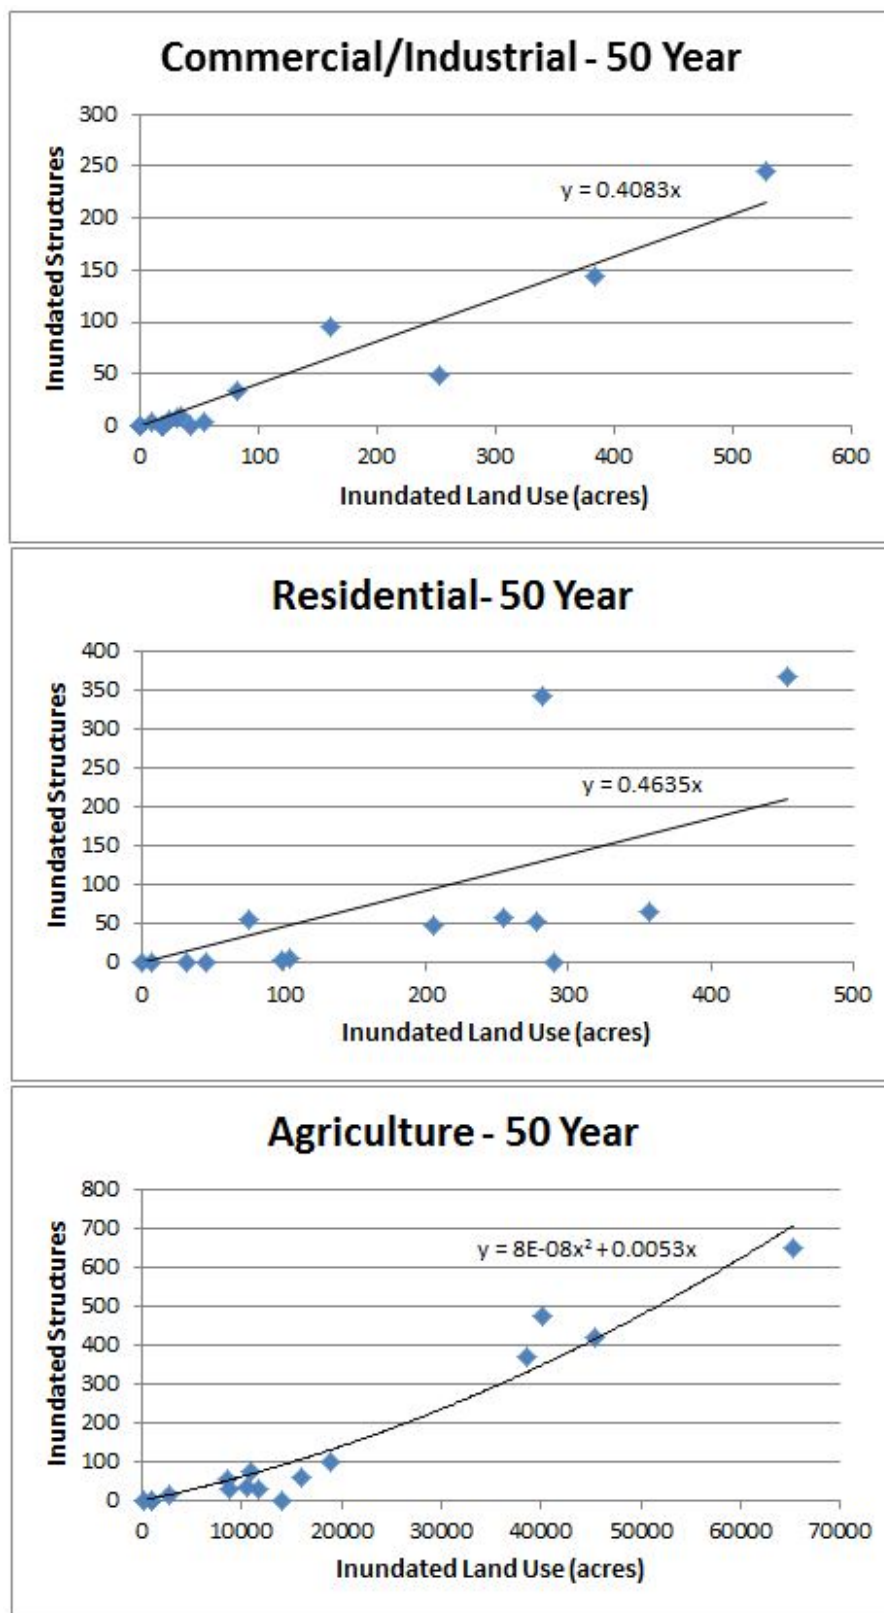 Commercial/Industrial - 50 Year
300
250
200
150
100
50
0
Inundated Structures
y = 0.4083x
0 100 200 300 400 500 600
Inundated Land Use (acres)
Residential- 50 Year
400
350
300
250
200
150
100
50
0
Inundated Structures
y = 0.4635x
0 100 200 300 400 500
Inundated Land Use (acres)
Agriculture - 50 Year
800
700
600
500
400
300
200
100
0
Inundated Structures
y = 8E-08x² + 0.0053x
0 10000 20000 30000 40000 50000 60000 70000
Inundated Land Use (acres)